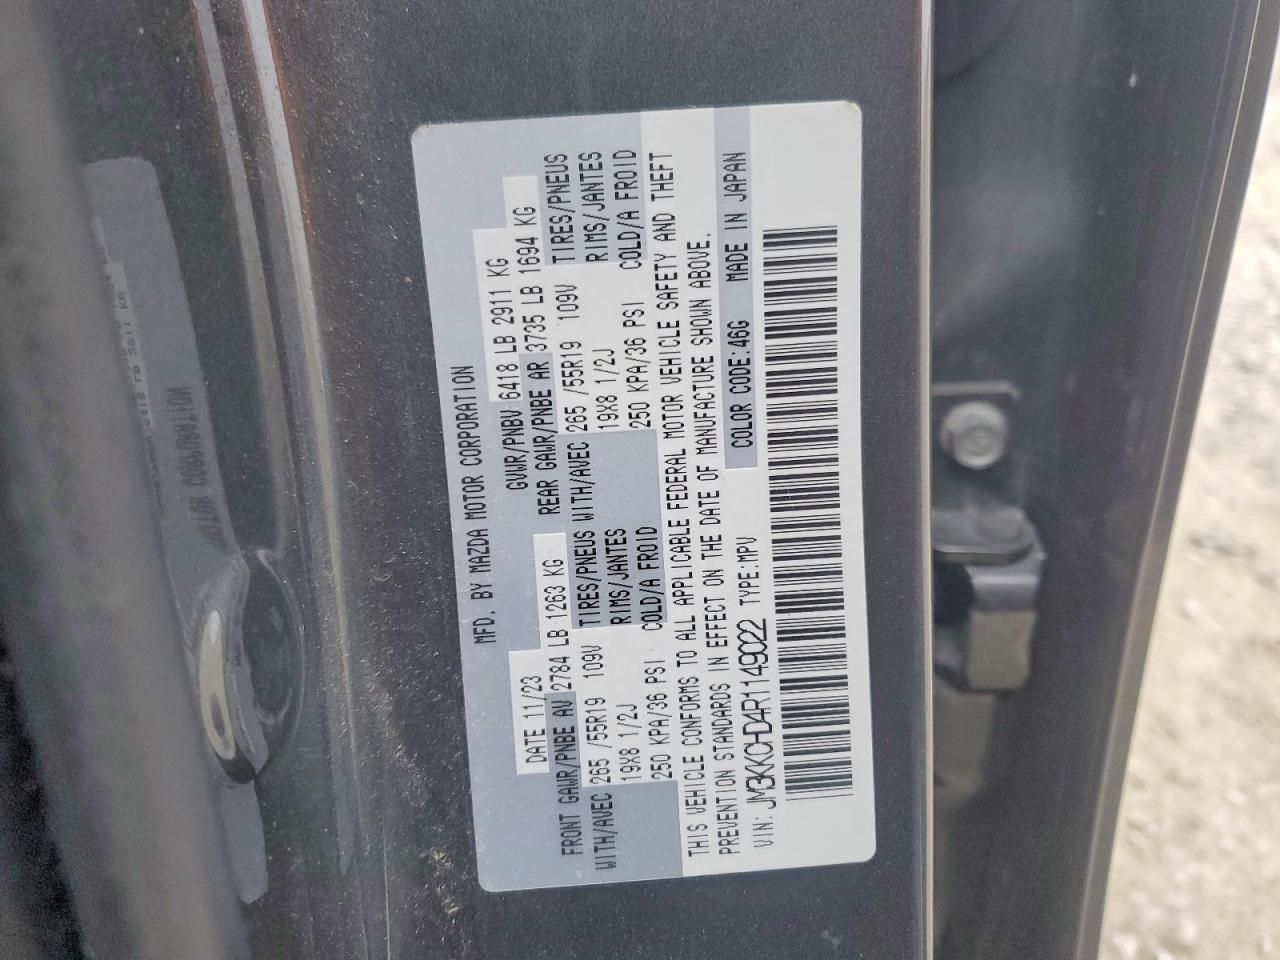 MFD. BY MAZDA MOTOR CORPORATION
DATE 11/23 GVWR/PNBV 6418 LB 2911 KG
FRONT GAWR/PNBE AV 2784 LB 1263 KG REAR GAWR/PNBE AR 3735 LB 1694 KG
WITH/AVEC 265 /55R19 109V TIRES/PNEUS WITH/AVEC 265 /55R19 109V TIRES/PNEUS
19X8 1/2J RIMS/JANTES 19X8 1/2J RIMS/JANTES
250 KPA/36 PSI COLD/A FROID 250 KPA/36 PSI COLD/A FROID
THIS VEHICLE CONFORMS TO ALL APPLICABLE FEDERAL MOTOR VEHICLE SAFETY AND THEFT
PREVENTION STANDARDS IN EFFECT ON THE DATE OF MANUFACTURE SHOWN ABOVE.
VIN: JM3KKCHD4R1149022 TYPE:MPV COLOR CODE:46G MADE IN JAPAN